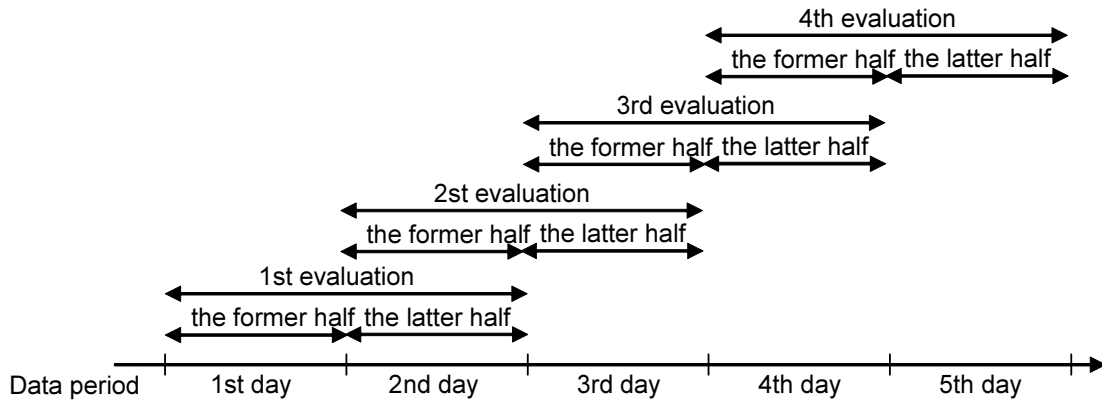 4th evaluation
the former half the latter half
3rd evaluation
the former half the latter half
2st evaluation
the former half the latter half
1st evaluation
the former half the latter half
Data period 1st day 2nd day 3rd day 4th day 5th day